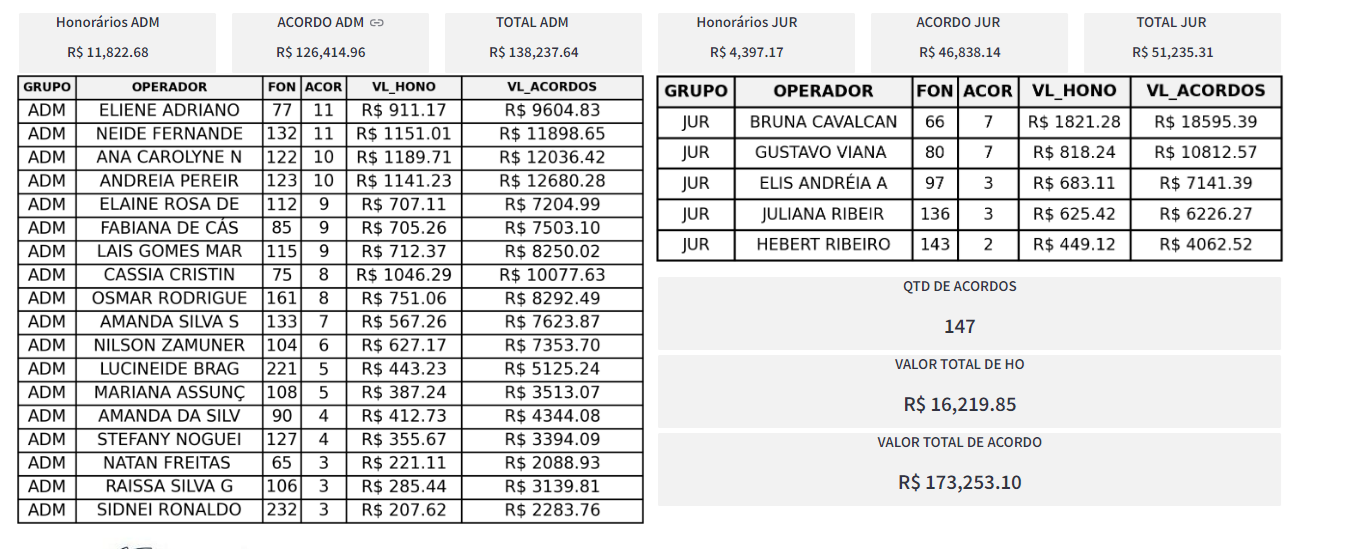 Honorários ADM
R$ 11,822.68
ACORDO ADM
R$ 126,414.96
TOTAL ADM
R$ 138,237.64
Honorários JUR
R$ 4,397.17
ACORDO JUR
R$ 46,838.14
TOTAL JUR
R$ 51,235.31
GRUPO OPERADOR FON ACOR VL_HONO VL_ACORDOS
ADM ELIENE ADRIANO 77 11 R$ 911.17 R$ 9604.83
ADM NEIDE FERNANDE 132 11 R$ 1151.01 R$ 11898.65
ADM ANA CAROLYNE N 122 10 R$ 1189.71 R$ 12036.42
ADM ANDREIA PEREIR 123 10 R$ 1141.23 R$ 12680.28
ADM ELAINE ROSA DE 112 9 R$ 707.11 R$ 7204.99
ADM FABIANA DE CÁS 85 9 R$ 705.26 R$ 7503.10
ADM LAIS GOMES MAR 115 9 R$ 712.37 R$ 8250.02
ADM CASSIA CRISTIN 75 8 R$ 1046.29 R$ 10077.63
ADM OSMAR RODRIGUE 161 8 R$ 751.06 R$ 8292.49
ADM AMANDA SILVA S 133 7 R$ 567.26 R$ 7623.87
ADM NILSON ZAMUNER 104 6 R$ 627.17 R$ 7353.70
ADM LUCINEIDE BRAG 221 5 R$ 443.23 R$ 5125.24
ADM MARIANA ASSUNÇ 108 5 R$ 387.24 R$ 3513.07
ADM AMANDA DA SILV 90 4 R$ 412.73 R$ 4344.08
ADM STEFANY NOGUEI 127 4 R$ 355.67 R$ 3394.09
ADM NATAN FREITAS 65 3 R$ 221.11 R$ 2088.93
ADM RAISSA SILVA G 106 3 R$ 285.44 R$ 3139.81
ADM SIDNEI RONALDO 232 3 R$ 207.62 R$ 2283.76
GRUPO OPERADOR FON ACOR VL_HONO VL_ACORDOS
JUR BRUNA CAVALCAN 66 7 R$ 1821.28 R$ 18595.39
JUR GUSTAVO VIANA 80 7 R$ 818.24 R$ 10812.57
JUR ELIS ANDRÉIA A 97 3 R$ 683.11 R$ 7141.39
JUR JULIANA RIBEIR 136 3 R$ 625.42 R$ 6226.27
JUR HEBERT RIBEIRO 143 2 R$ 449.12 R$ 4062.52
QTD DE ACORDOS
147
VALOR TOTAL DE HO
R$ 16,219.85
VALOR TOTAL DE ACORDO
R$ 173,253.10